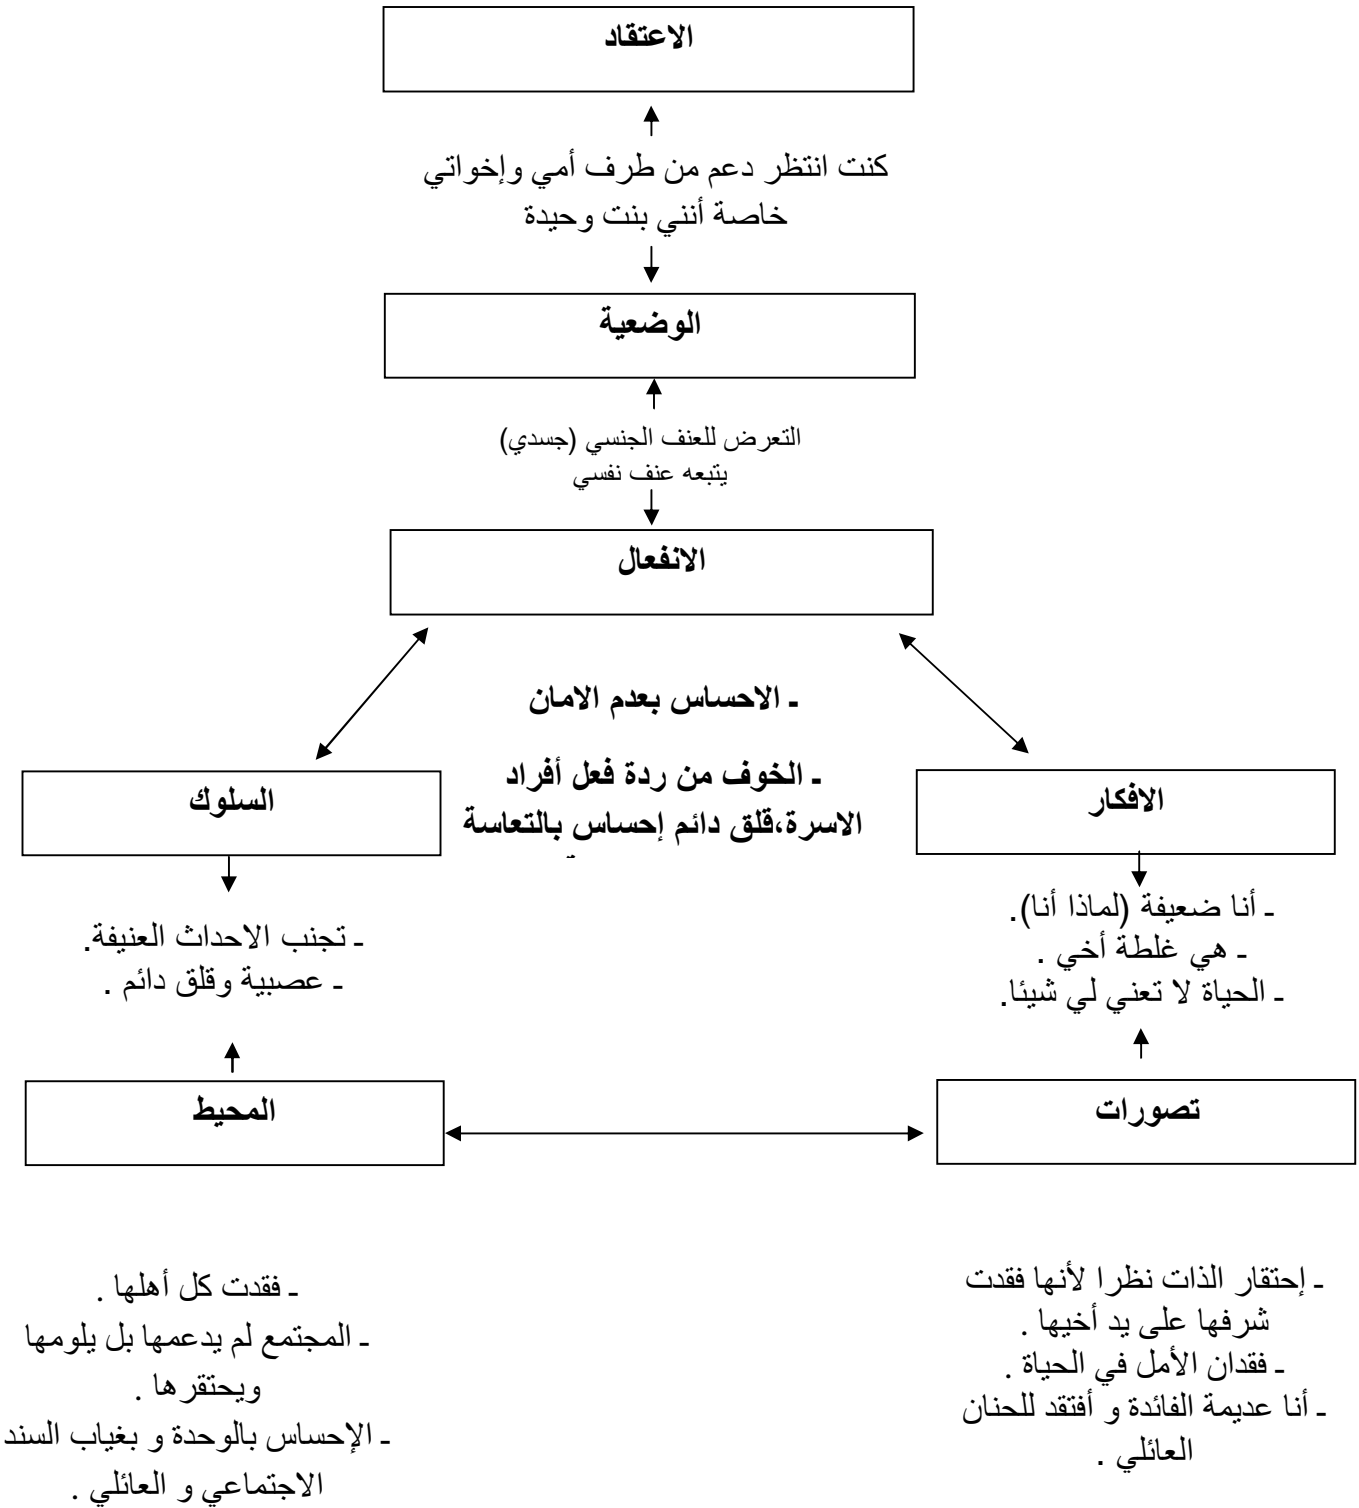 الاعتقاد
كنت انتظر دعم من طرف أمي وإخواتي
خاصة أنني بنت وحيدة
الوضعية
التعرض للعنف الجنسي (جسدي)
يتبعه عنف نفسي
الانفعال
ـ الاحساس بعدم الامان
ـ الخوف من ردة فعل أفراد
الاسرة،قلق دائم إحساس بالتعاسة
الافكار
ـ أنا ضعيفة (لماذا أنا).
ـ هي غلطة أخي .
ـ الحياة لا تعني لي شيئا.
السلوك
ـ تجنب الاحداث العنيفة.
ـ عصبية وقلق دائم .
تصورات
ـ إحتقار الذات نظرا لأنها فقدت
شرفها على يد أخيها .
ـ فقدان الأمل في الحياة .
ـ أنا عديمة الفائدة و أفتقد للحنان
العائلي .
المحيط
ـ فقدت كل أهلها .
ـ المجتمع لم يدعمها بل يلومها
ويحتقرها .
ـ الإحساس بالوحدة و بغياب السند
الاجتماعي و العائلي .